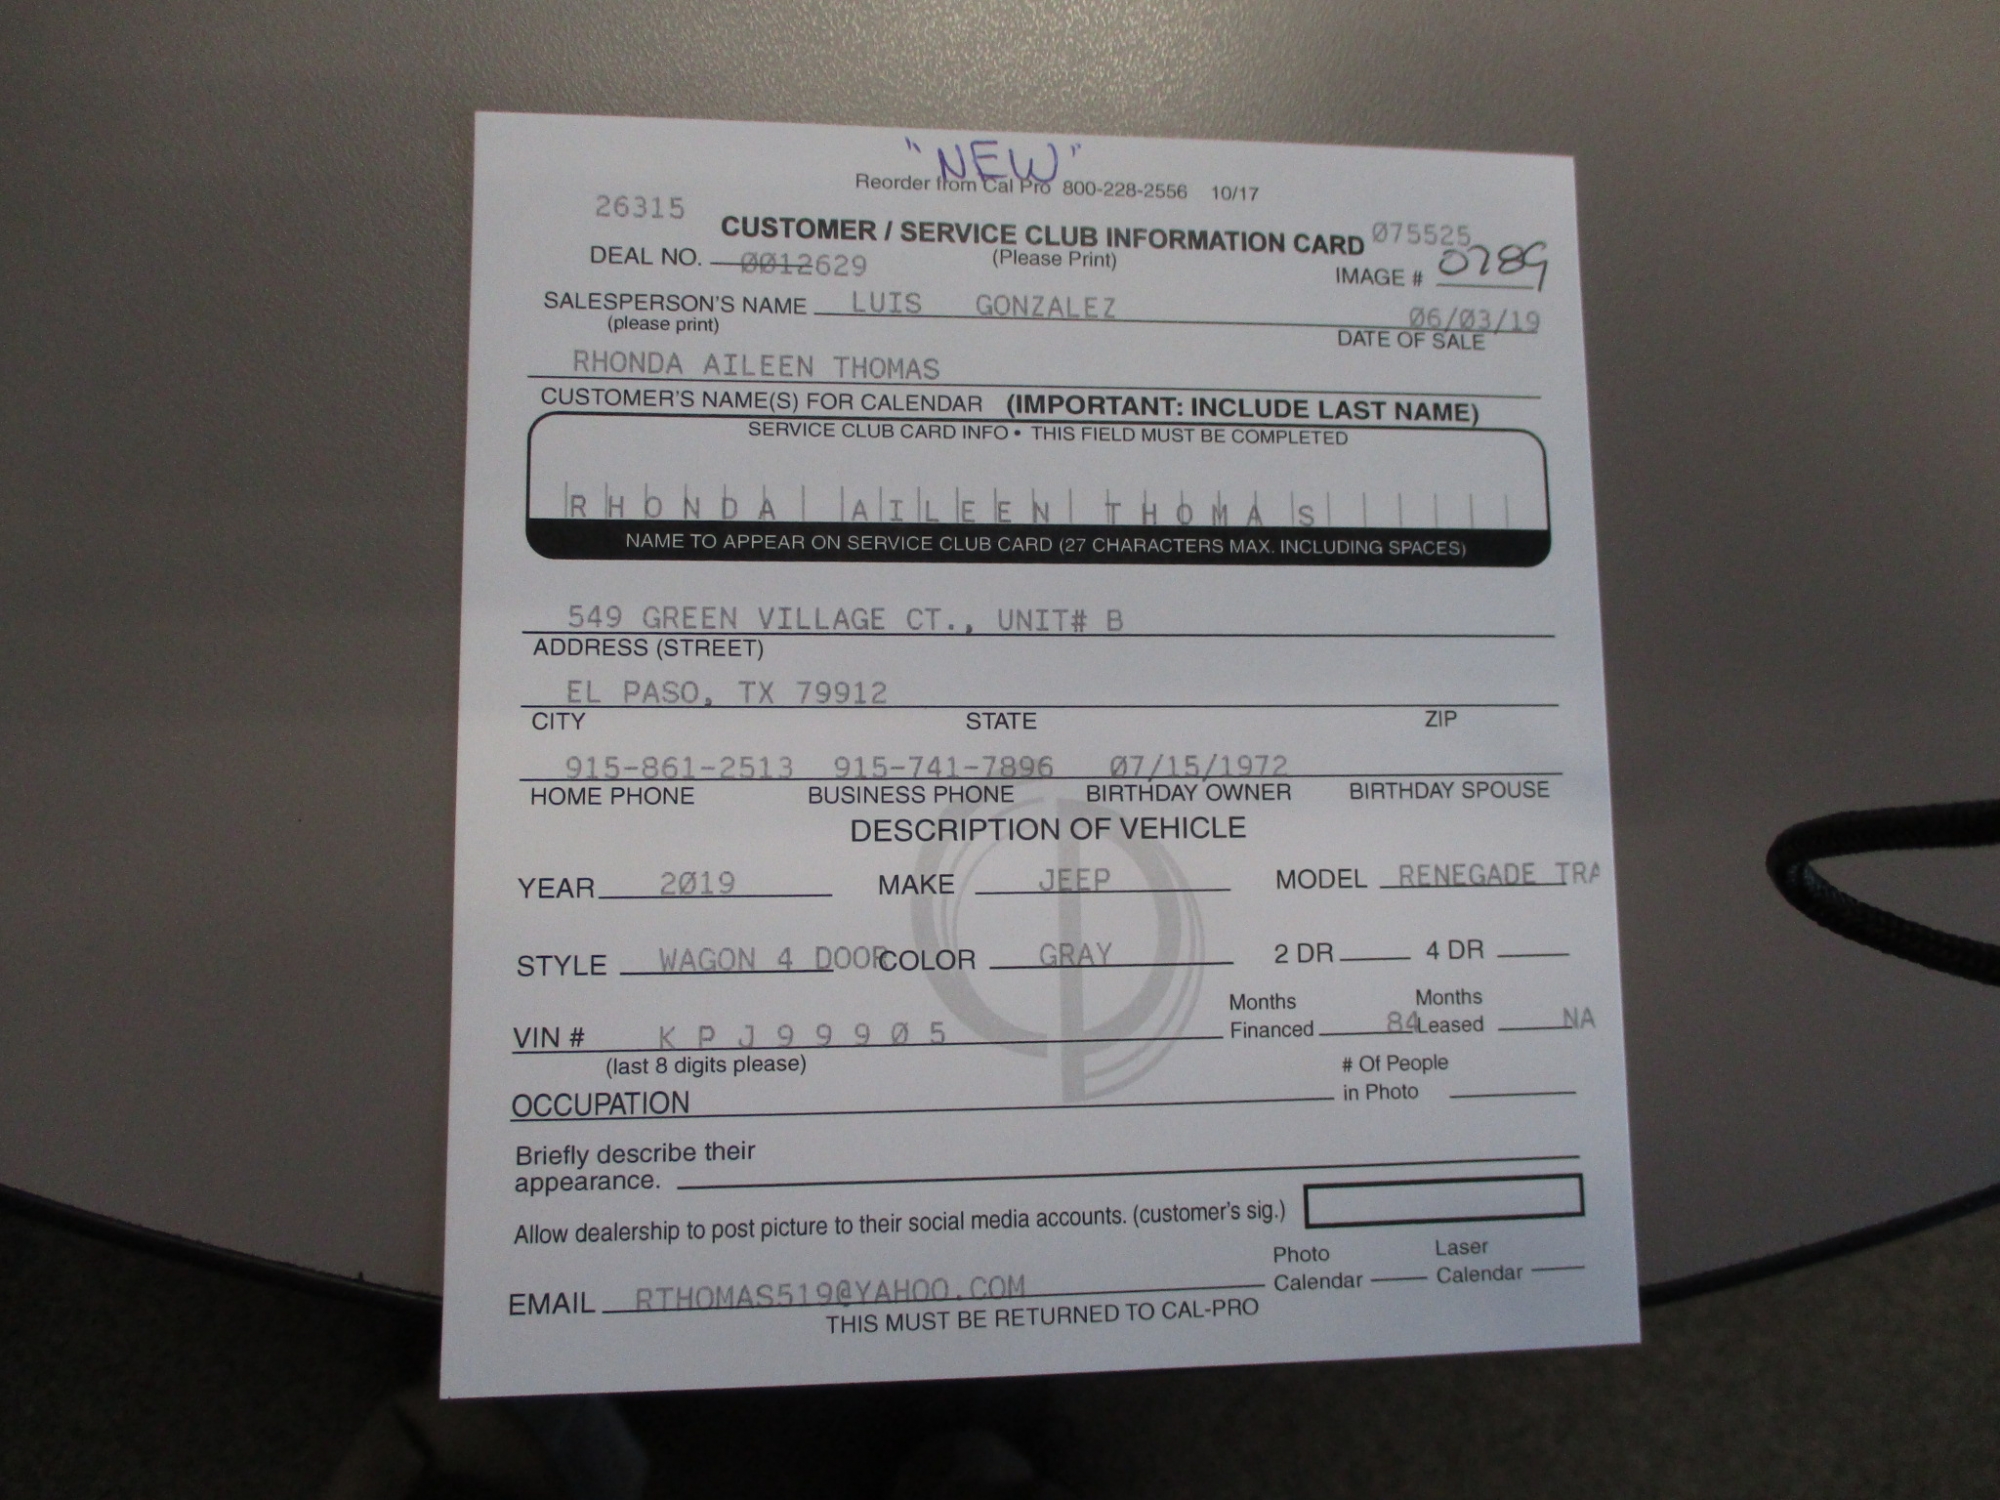 "NEW"
Reorder from Cal Pro 800-228-2556 10/17
26315
CUSTOMER / SERVICE CLUB INFORMATION CARD 075525
DEAL NO. 0012629 (Please Print) IMAGE # 0789
SALESPERSON'S NAME LUIS GONZALEZ 06/03/19
(please print) DATE OF SALE
RHONDA AILEEN THOMAS
CUSTOMER'S NAME(S) FOR CALENDAR (IMPORTANT: INCLUDE LAST NAME)
SERVICE CLUB CARD INFO • THIS FIELD MUST BE COMPLETED
RHONDA AILEEN THOMAS
NAME TO APPEAR ON SERVICE CLUB CARD (27 CHARACTERS MAX. INCLUDING SPACES)
549 GREEN VILLAGE CT., UNIT# B
ADDRESS (STREET)
EL PASO, TX 79912
CITY STATE ZIP
915-861-2513 915-741-7896 07/15/1972
HOME PHONE BUSINESS PHONE BIRTHDAY OWNER BIRTHDAY SPOUSE
DESCRIPTION OF VEHICLE
YEAR 2019 MAKE JEEP MODEL RENEGADE TRA
STYLE WAGON 4 DOOR COLOR GRAY 2 DR 4 DR
Months Months
VIN # K P J 9 9 9 0 5 Financed 84 Leased NA
(last 8 digits please) # Of People
OCCUPATION in Photo
Briefly describe their
appearance.
Allow dealership to post picture to their social media accounts. (customer's sig.)
Photo Laser
EMAIL RTHOMAS519@YAHOO.COM Calendar Calendar
THIS MUST BE RETURNED TO CAL-PRO